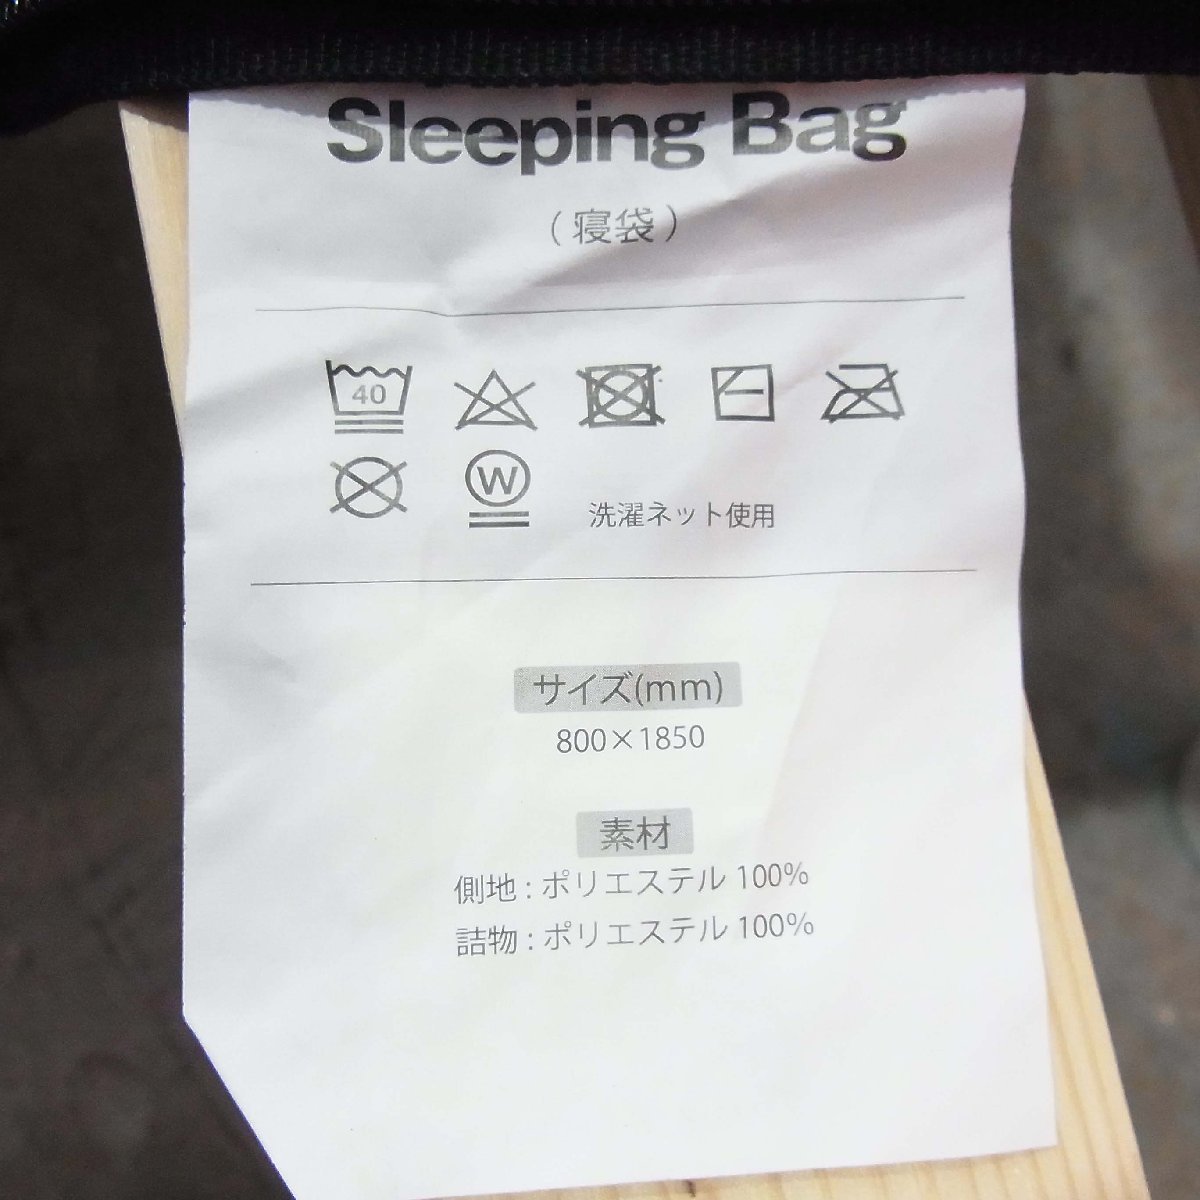 Sleeping Bag
（寝袋）
40
W
洗濯ネット使用
サイズ(mm)
800×1850
素材
側地 : ポリエステル 100%
詰物 : ポリエステル 100%